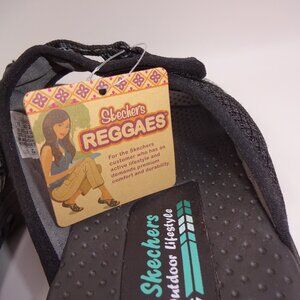 Skechers
REGGAES
For the Skechers
customer who has an
active lifestyle and
demands premium
comfort and durability.
Skechers
Outdoor Lifestyle